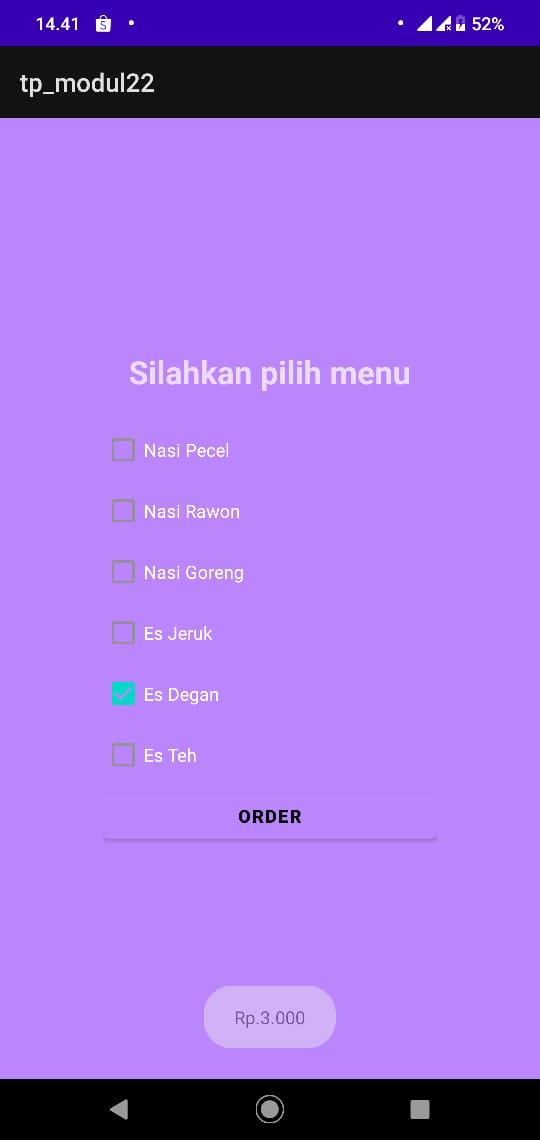 14.41
52%
tp_modul22
Silahkan pilih menu
Nasi Pecel
Nasi Rawon
Nasi Goreng
Es Jeruk
Es Degan
Es Teh
ORDER
Rp.3.000